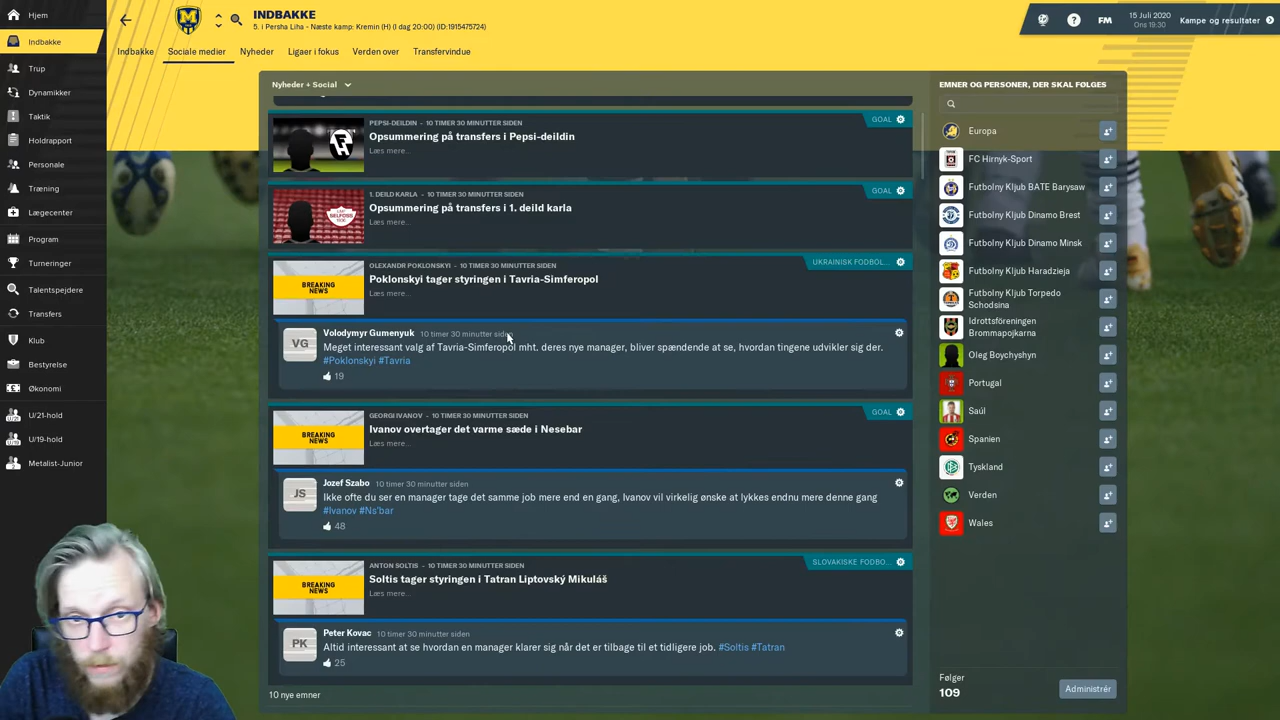 Hjem
Indbakke
Trup
Dynamikker
Taktik
Holdrapport
Personale
Træning
Lægecenter
Program
Turneringer
Talentspejdere
Transfers
Klub
Bestyrelse
Økonomi
U/21-hold
U/19-hold
Metalist-Junior
INDBAKKE
5. i Persha Liha - Næste kamp: Kremin (H) (I dag 20:00) (ID:1915475724)
FM
15 Juli 2020
Ons 19:30
Kampe og resultater
Indbakke Sociale medier Nyheder Ligaer i fokus Verden over Transfervindue
Nyheder + Social
PEPSI-DEILDIN - 10 TIMER 30 MINUTTER SIDEN
GOAL
Opsummering på transfers i Pepsi-deildin
Læs mere...
1. DEILD KARLA - 10 TIMER 30 MINUTTER SIDEN
GOAL
Opsummering på transfers i 1. deild karla
Læs mere...
OLEXANDR POKLONSKYI - 10 TIMER 30 MINUTTER SIDEN
UKRAINISK FODBOL...
BREAKING
NEWS
Poklonskyi tager styringen i Tavria-Simferopol
Læs mere...
VG
Volodymyr Gumenyuk 10 timer 30 minutter siden
Meget interessant valg af Tavria-Simferopol mht. deres nye manager, bliver spændende at se, hvordan tingene udvikler sig der.
#Poklonskyi #Tavria
19
GEORGI IVANOV - 10 TIMER 30 MINUTTER SIDEN
GOAL
BREAKING
NEWS
Ivanov overtager det varme sæde i Nesebar
Læs mere...
JS
Jozef Szabo 10 timer 30 minutter siden
Ikke ofte du ser en manager tage det samme job mere end en gang, Ivanov vil virkelig ønske at lykkes endnu mere denne gang
#Ivanov #Ns'bar
48
ANTON SOLTIS - 10 TIMER 30 MINUTTER SIDEN
SLOVAKISKE FODBO...
BREAKING
NEWS
Soltis tager styringen i Tatran Liptovský Mikuláš
Læs mere...
PK
Peter Kovac 10 timer 30 minutter siden
Altid interessant at se hvordan en manager klarer sig når det er tilbage til et tidligere job. #Soltis #Tatran
25
10 nye emner
EMNER OG PERSONER, DER SKAL FØLGES
Europa
FC Hirnyk-Sport
Futbolny Kljub BATE Barysaw
Futbolny Kljub Dinamo Brest
Futbolny Kljub Dinamo Minsk
Futbolny Kljub Haradzieja
Futbolny Kljub Torpedo
Schodsina
Idrottsföreningen
Brommapojkarna
Oleg Boychyshyn
Portugal
Saúl
Spanien
Tyskland
Verden
Wales
Følger
109
Administrér